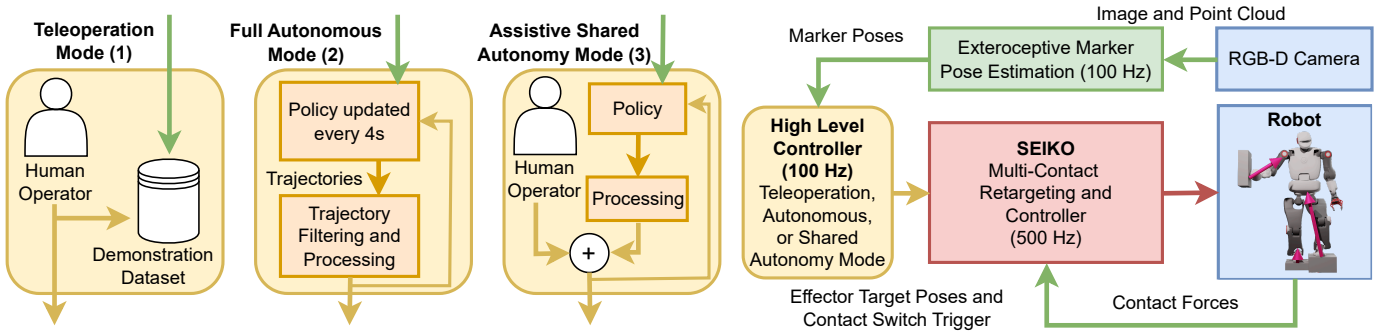 Teleoperation
Mode (1)
Human
Operator
Demonstration
Dataset
Full Autonomous
Mode (2)
Policy updated
every 4s
Trajectories
Trajectory
Filtering and
Processing
Assistive Shared
Autonomy Mode (3)
Policy
Human
Operator
Processing
+
Image and Point Cloud
Marker Poses
Exteroceptive Marker
Pose Estimation (100 Hz)
RGB-D Camera
High Level
Controller
(100 Hz)
Teleoperation,
Autonomous,
or Shared
Autonomy Mode
SEIKO
Multi-Contact
Retargeting and
Controller
(500 Hz)
Robot
Effector Target Poses and
Contact Switch Trigger
Contact Forces